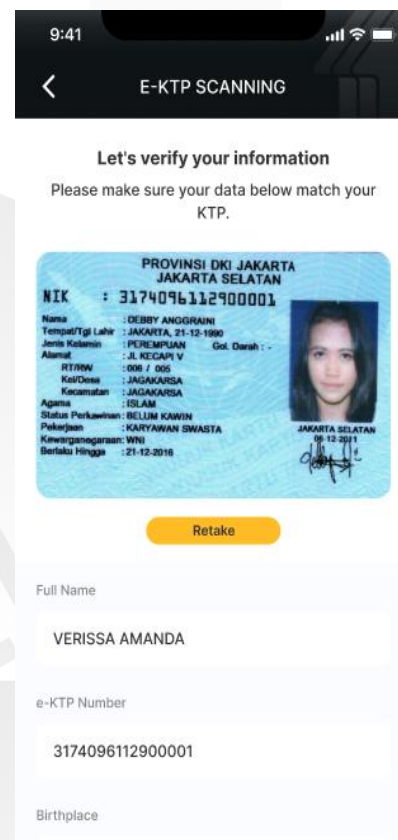 9:41
E-KTP SCANNING
Let's verify your information
Please make sure your data below match your
KTP.
PROVINSI DKI JAKARTA
JAKARTA SELATAN
NIK : 3174096112900001
Nama : DEBBY ANGGRAINI
Tempat/Tgl Lahir : JAKARTA, 21-12-1990
Jenis Kelamin : PEREMPUAN Gol. Darah : -
Alamat : JL KECAPI V
RT/RW : 006 / 005
Kel/Desa : JAGAKARSA
Kecamatan : JAGAKARSA
Agama : ISLAM
Status Perkawinan : BELUM KAWIN
Pekerjaan : KARYAWAN SWASTA
Kewarganegaraan: WNI
Berlaku Hingga : 21-12-2016
JAKARTA SELATAN
06-12-2011
Retake
Full Name
VERISSA AMANDA
e-KTP Number
3174096112900001
Birthplace